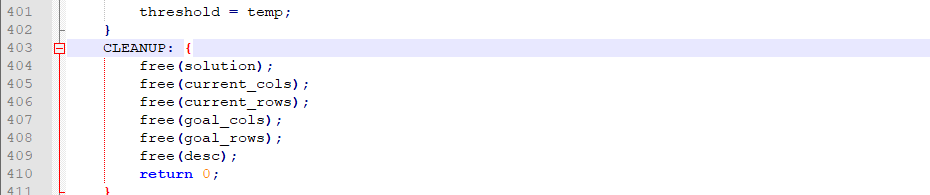 401 threshold = temp;
402 }
403 CLEANUP: {
404 free(solution);
405 free(current_cols);
406 free(current_rows);
407 free(goal_cols);
408 free(goal_rows);
409 free(desc);
410 return 0;
411 }